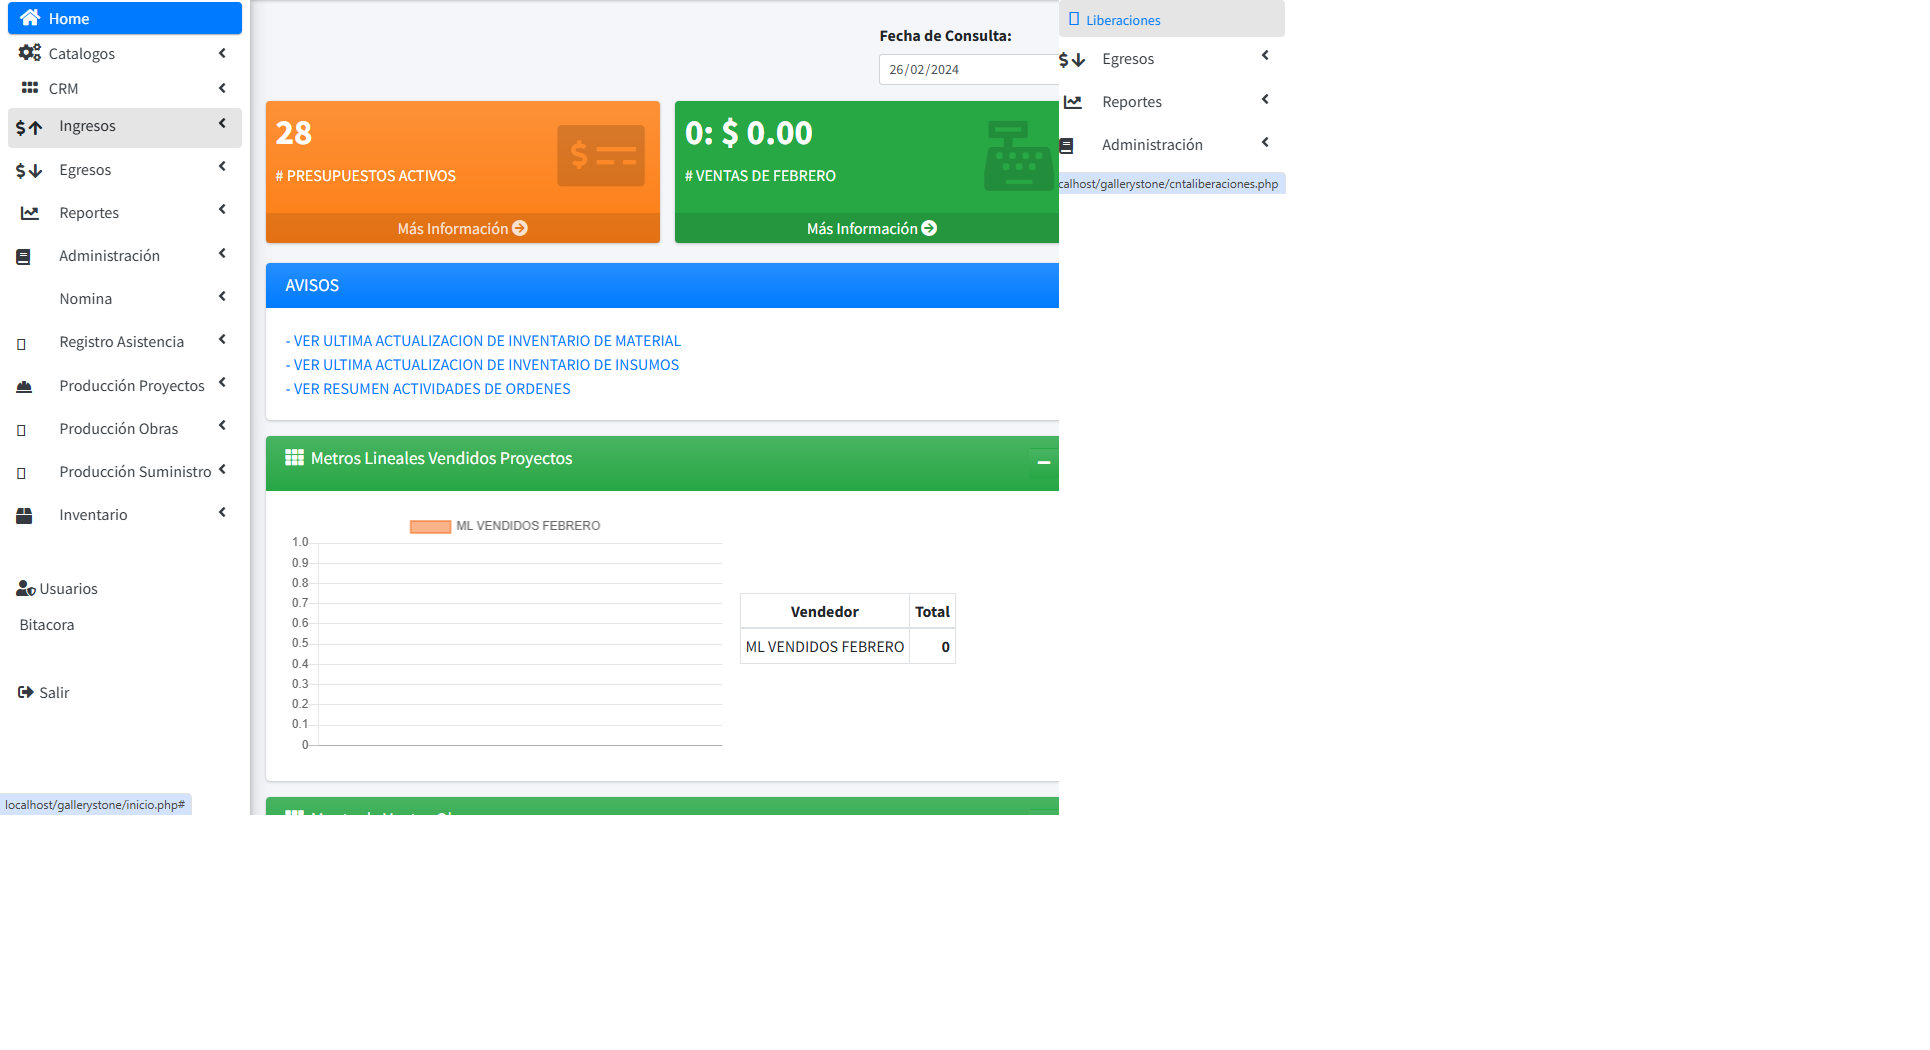 Home
Catalogos
CRM
Ingresos
Egresos
Reportes
Administración
Nomina
Registro Asistencia
Producción Proyectos
Producción Obras
Producción Suministro
Inventario
Usuarios
Bitacora
Salir
localhost/gallerystone/inicio.php#
Fecha de Consulta:
26/02/2024
28
# PRESUPUESTOS ACTIVOS
Más Información
0: $ 0.00
# VENTAS DE FEBRERO
Más Información
AVISOS
- VER ULTIMA ACTUALIZACION DE INVENTARIO DE MATERIAL
- VER ULTIMA ACTUALIZACION DE INVENTARIO DE INSUMOS
- VER RESUMEN ACTIVIDADES DE ORDENES
Metros Lineales Vendidos Proyectos
ML VENDIDOS FEBRERO
1.0
0.9
0.8
0.7
0.6
0.5
0.4
0.3
0.2
0.1
0
Vendedor Total
ML VENDIDOS FEBRERO 0
Liberaciones
Egresos
Reportes
Administración
calhost/gallerystone/cntaliberaciones.php